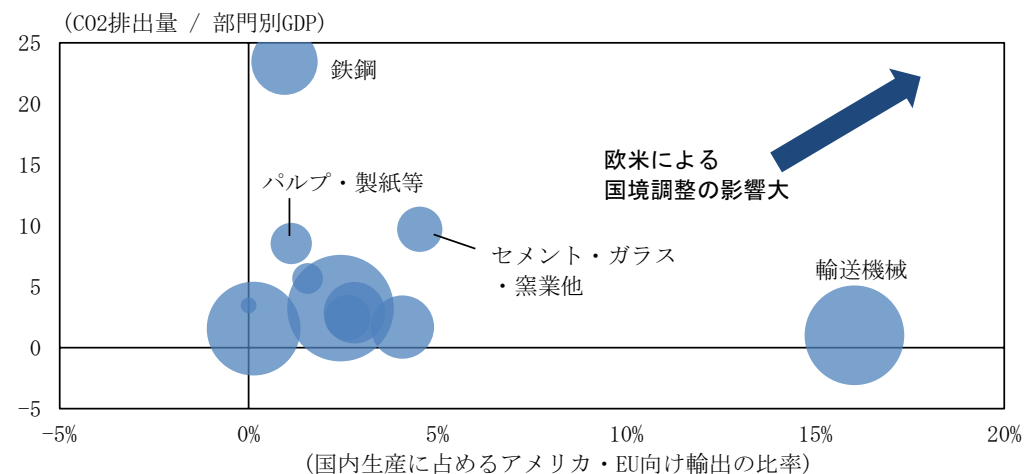 (CO2排出量 / 部門別GDP)
25
鉄鋼
20
15
欧米による
国境調整の影響大
パルプ・製紙等
10
セメント・ガラス
・窯業他
輸送機械
5
0
-5
-5%
0%
5%
10%
15%
20%
(国内生産に占めるアメリカ・EU向け輸出の比率)